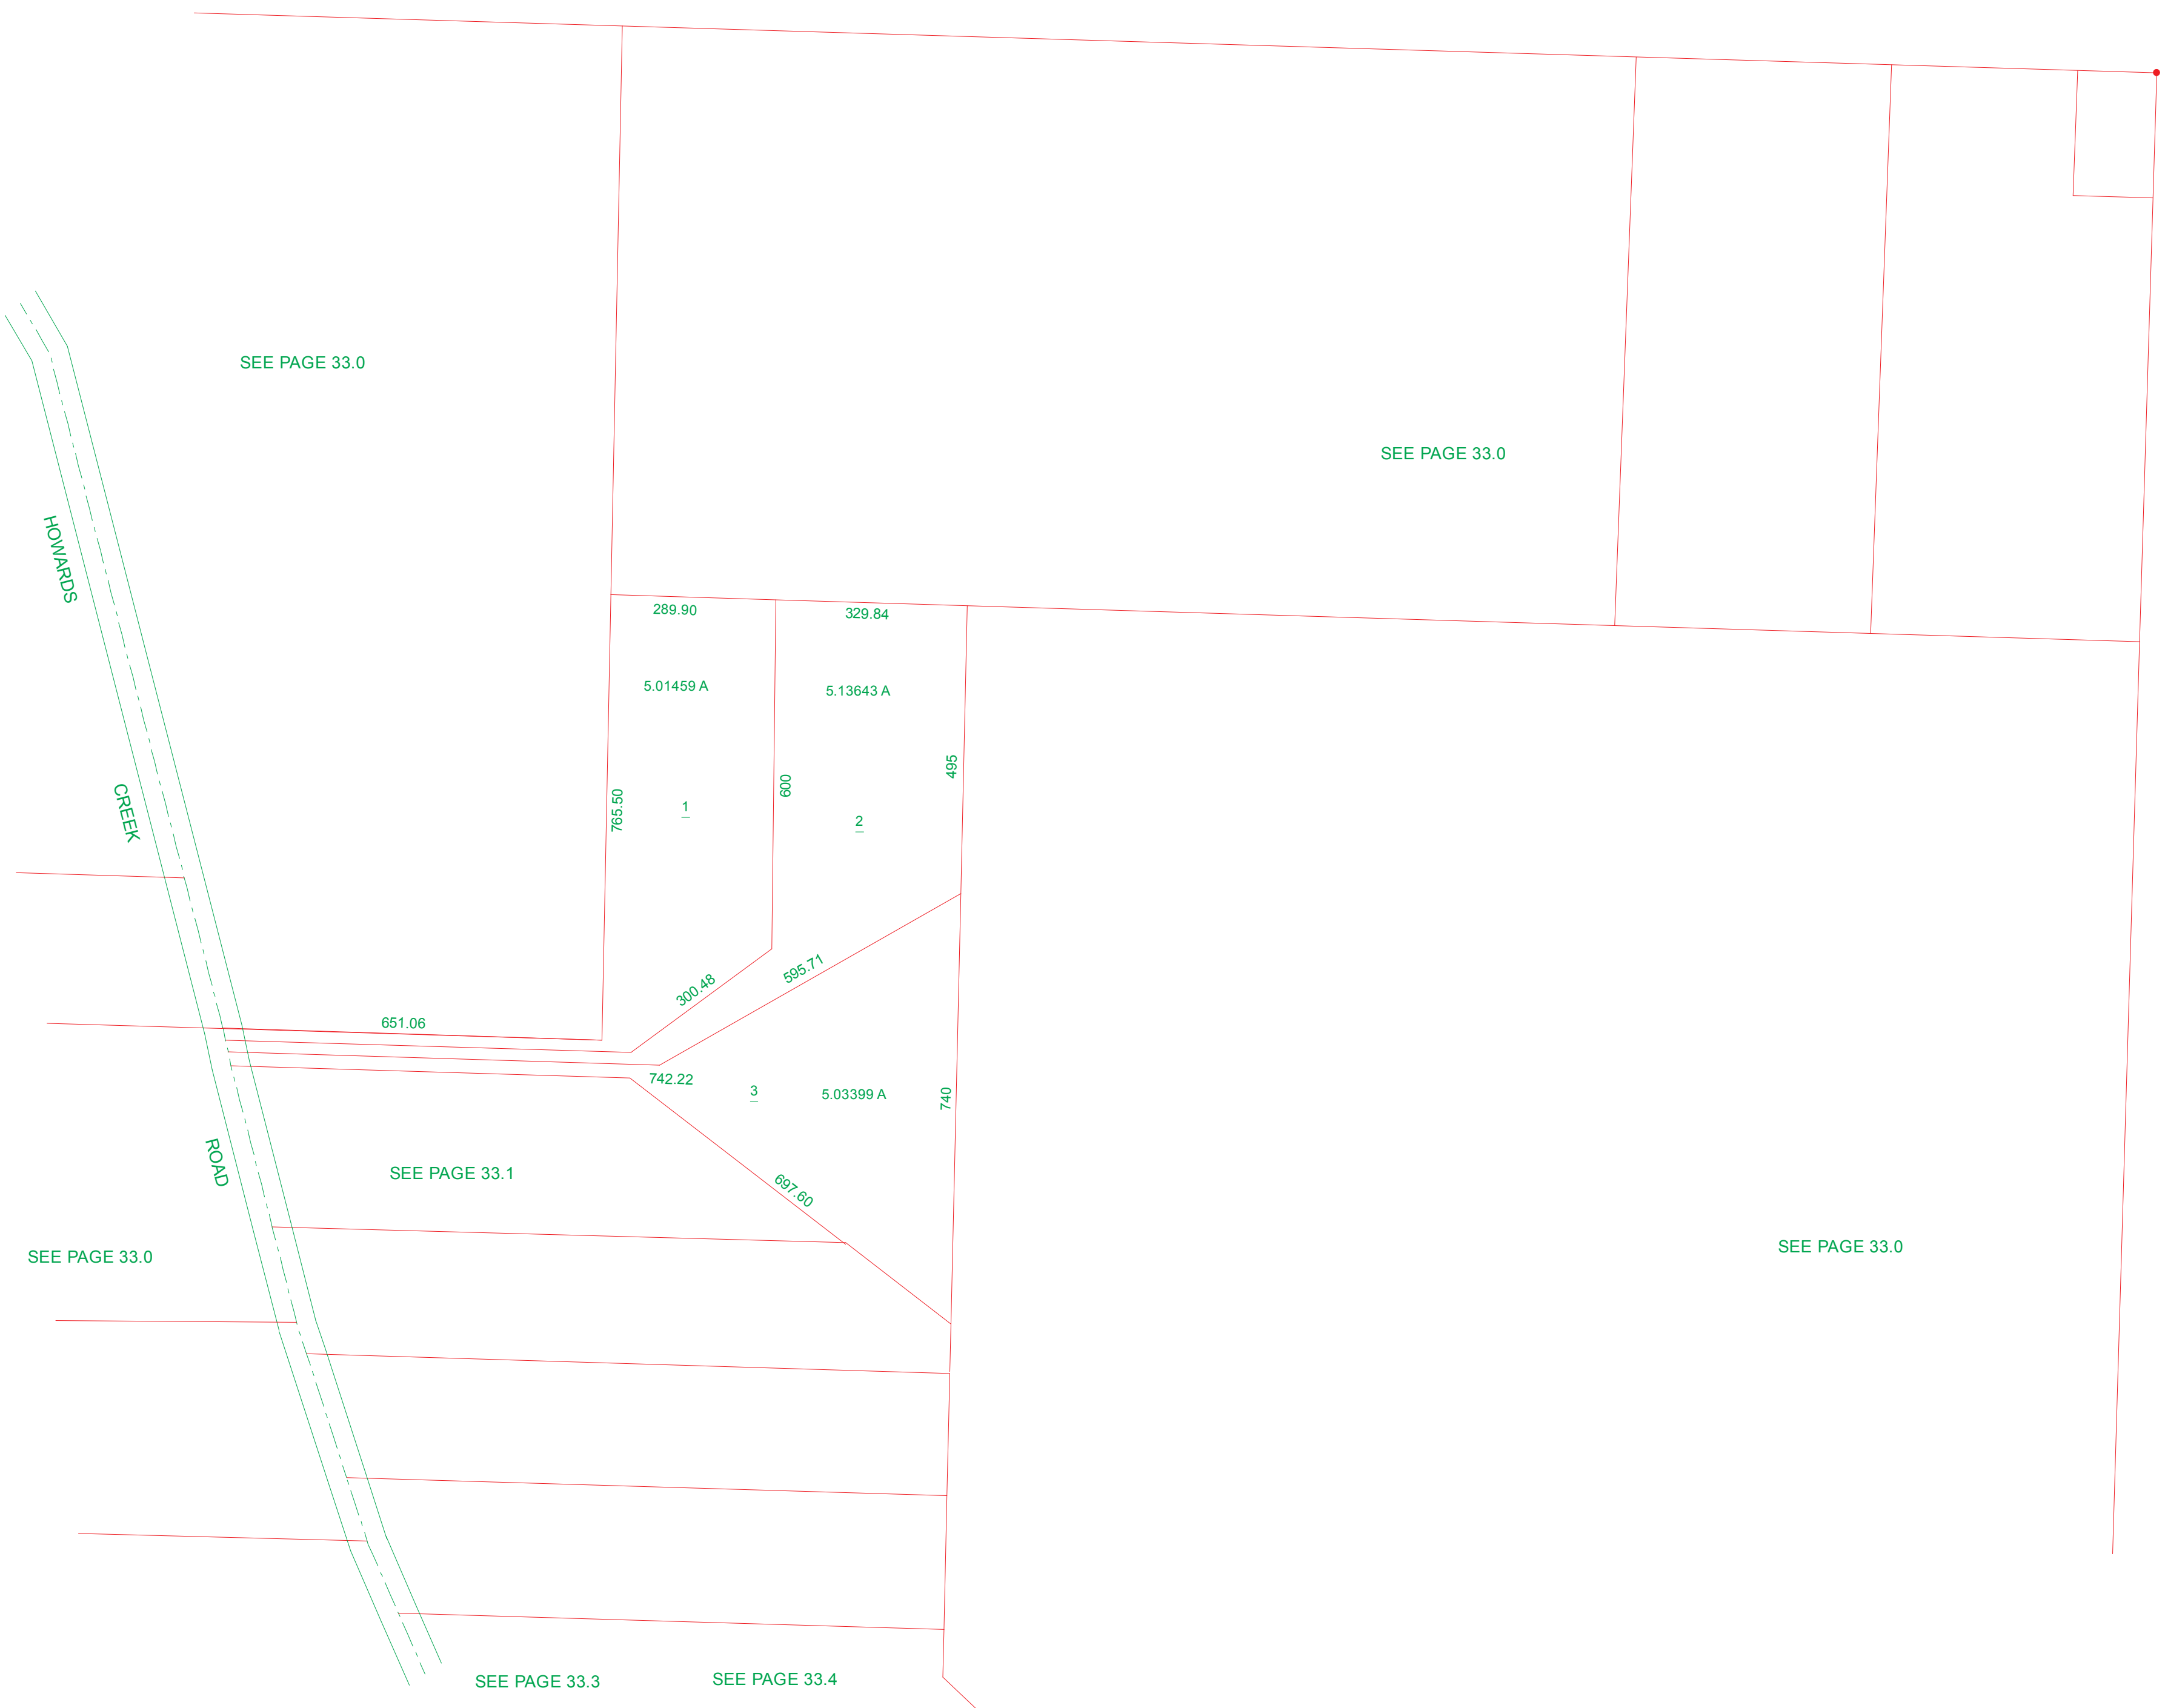 SEE PAGE 33.0
SEE PAGE 33.0
HOWARDS
CREEK
ROAD
289.90
329.84
5.01459 A
5.13643 A
495
600
765.50
1
2
595.71
300.48
651.06
742.22
3
5.03399 A
740
SEE PAGE 33.1
697.60
SEE PAGE 33.0
SEE PAGE 33.0
SEE PAGE 33.3
SEE PAGE 33.4